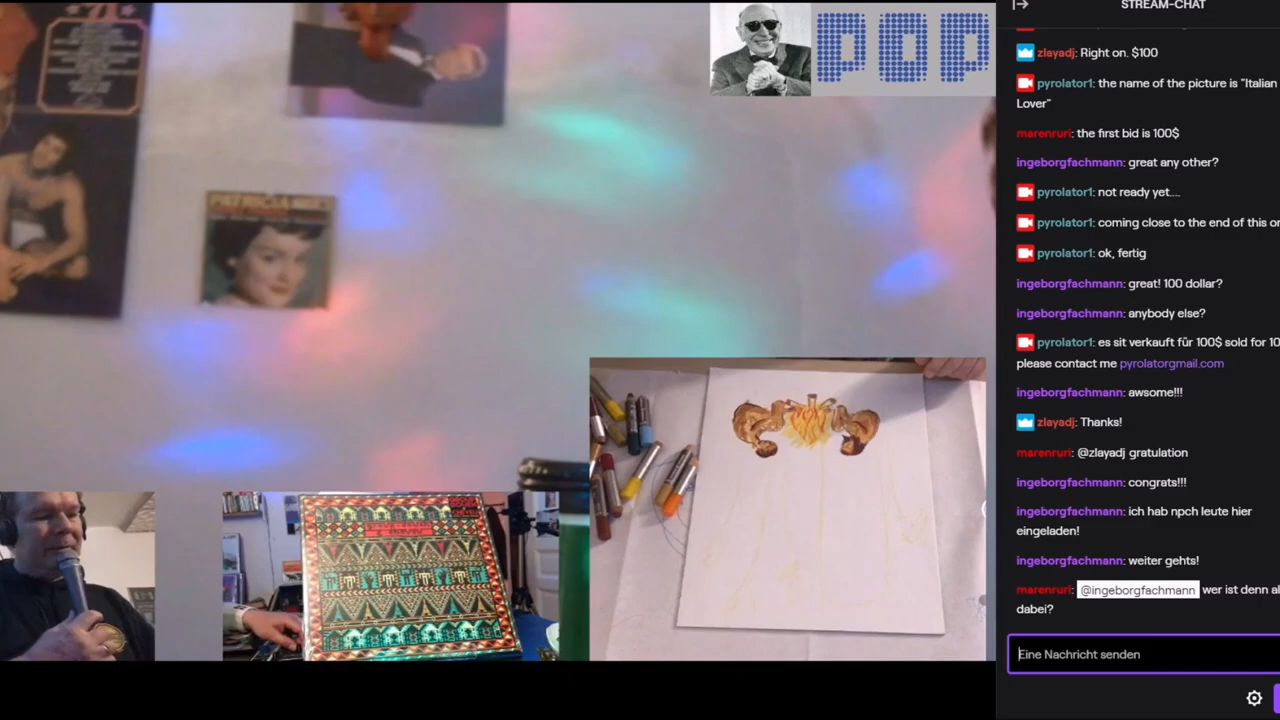 POP
PATRICIA
STREAM-CHAT
zlayadj: Right on. $100
pyrolator1: the name of the picture is "Italian
Lover"
marenruri: the first bid is 100$
ingeborgfachmann: great any other?
pyrolator1: not ready yet....
pyrolator1: coming close to the end of this
pyrolator1: ok, fertig
ingeborgfachmann: great! 100 dollar?
ingeborgfachmann: anybody else?
pyrolator1: es sit verkauft für 100$ sold for
please contact me pyrolatorgmail.com
ingeborgfachmann: awsome!!!
zlayadj: Thanks!
marenruri: @zlayadj gratulation
ingeborgfachmann: congrats!!!
ingeborgfachmann: ich hab npch leute hier
eingeladen!
ingeborgfachmann: weiter gehts!
marenruri: @ingeborgfachmann wer ist denn
dabei?
Eine Nachricht senden